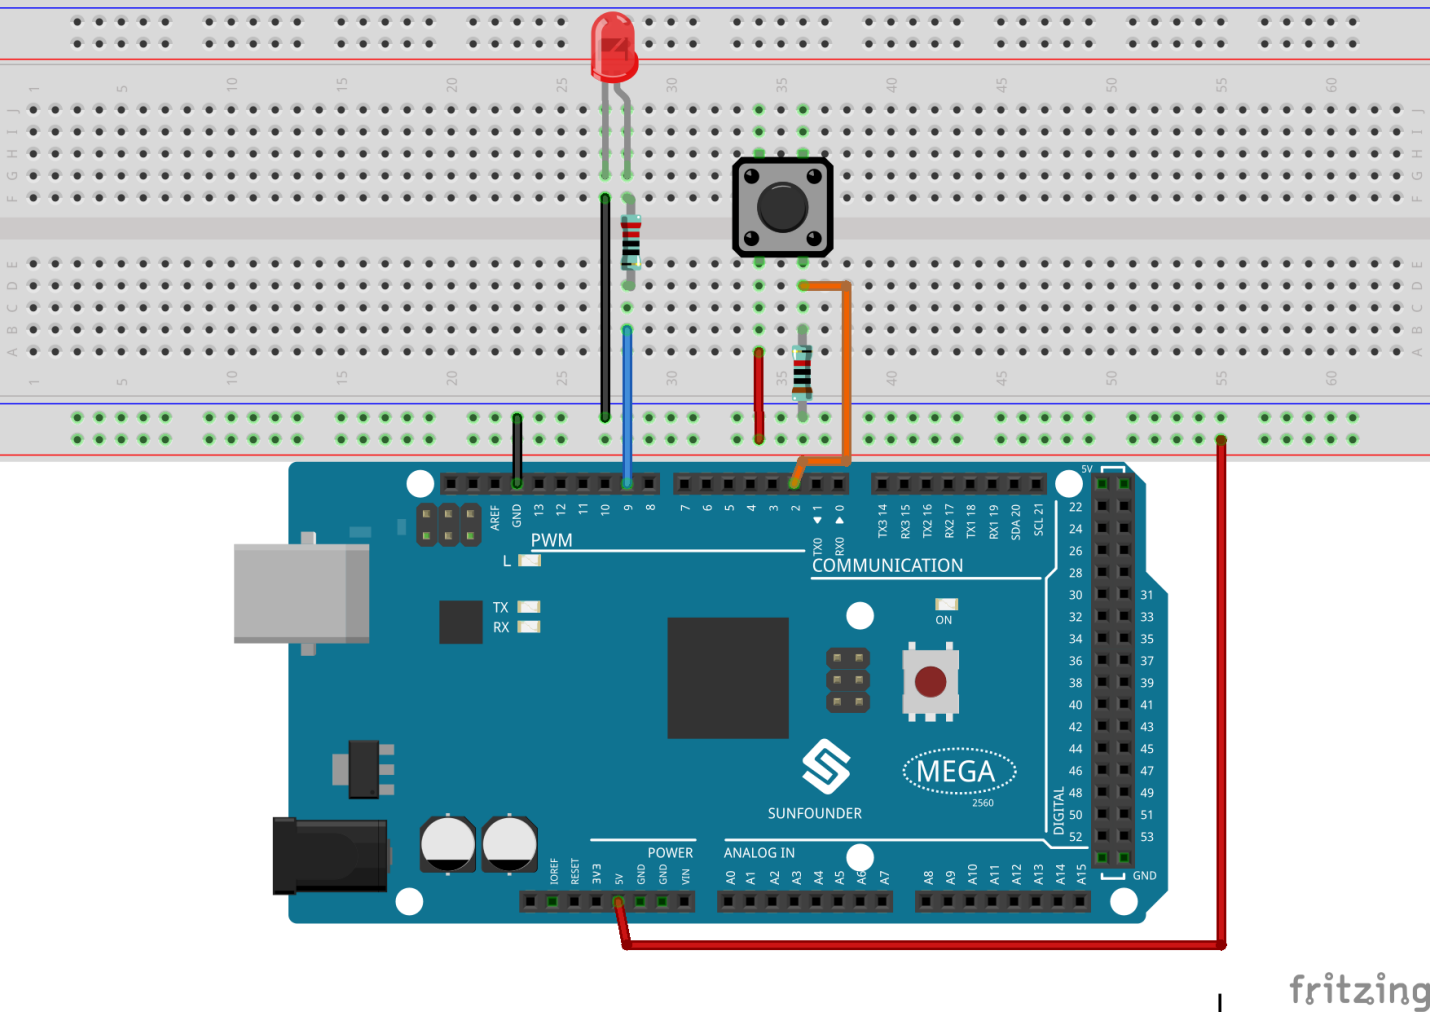 1 5 10 15 20 25 30 35 40 45 50 55 60
J J
I I
H H
G G
F F
E E
D D
C C
B B
A A
1 5 10 15 20 25 30 35 40 45 50 55 60
AREF GND 13 12 11 10 9 8 7 6 5 4 3 2 1 0 TX3 14 RX3 15 TX2 16 RX2 17 TX1 18 RX1 19 SDA 20 SCL 21
TX0 RX0
5V
PWM
COMMUNICATION
L
TX
RX
ON
22
24
26
28
30 31
32 33
34 35
36 37
38 39
40 41
42 43
44 45
46 47
48 49
50 51
52 53
DIGITAL
GND
MEGA
2560
SUNFOUNDER
POWER
ANALOG IN
IOREF RESET 3V3 5V GND GND VIN A0 A1 A2 A3 A4 A5 A6 A7 A8 A9 A10 A11 A12 A13 A14 A15
fritzing